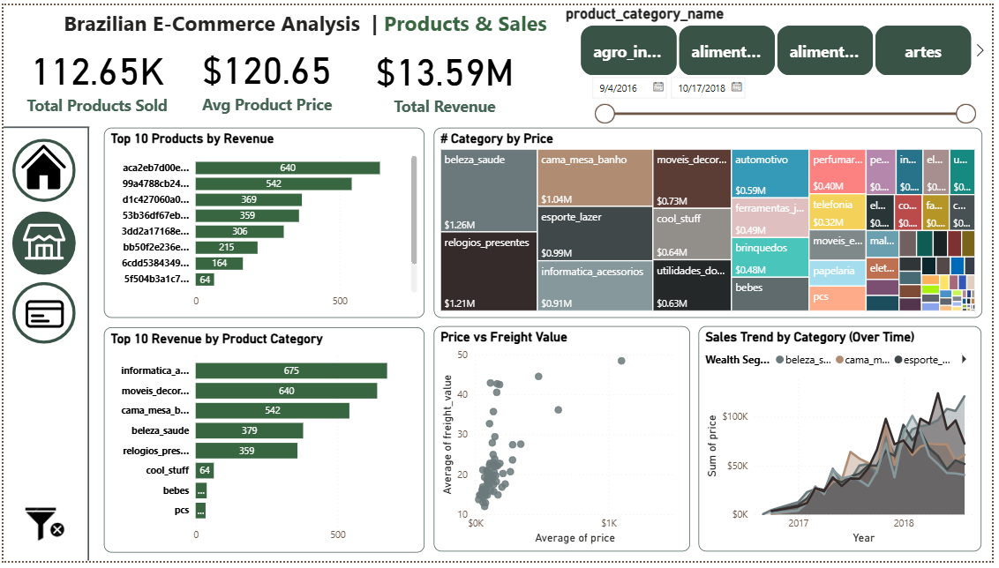 Brazilian E-Commerce Analysis | Products & Sales
product_category_name
agro_in...
aliment...
aliment...
artes
9/4/2016
10/17/2018
112.65K
Total Products Sold
$120.65
Avg Product Price
$13.59M
Total Revenue
Top 10 Products by Revenue
aca2eb7d00e...
640
99a4788cb24...
542
d1c427060a0...
369
53b36df67eb...
359
3dd2a17168e...
306
bb50f2e236e...
215
6cdd5384349...
164
5f504b3a1c7...
64
0
500
# Category by Price
beleza_saude
$1.26M
relogios_presentes
$1.21M
cama_mesa_banho
$1.04M
esporte_lazer
$0.99M
informatica_acessorios
$0.91M
moveis_decor...
$0.73M
cool_stuff
$0.64M
utilidades_do...
$0.63M
automotivo
$0.59M
ferramentas_j...
$0.49M
brinquedos
$0.48M
bebes
perfumar...
$0.40M
telefonia
$0.32M
moveis_e...
papelaria
pcs
pe...
$0....
in...
$0....
el...
$0....
u...
$0....
el...
$0....
co...
$0....
fa...
$0....
c...
$0....
mal...
elet...
Top 10 Revenue by Product Category
informatica_a...
675
moveis_decor...
640
cama_mesa_b...
542
beleza_saude
379
relogios_pres...
359
cool_stuff
64
bebes
...
pcs
...
0
500
Price vs Freight Value
Average of freight_value
50
40
30
20
10
$0K
$1K
Average of price
Sales Trend by Category (Over Time)
Wealth Seg...
beleza_s...
cama_m...
esporte_...
Sum of price
$100K
$50K
$0K
2017
2018
Year